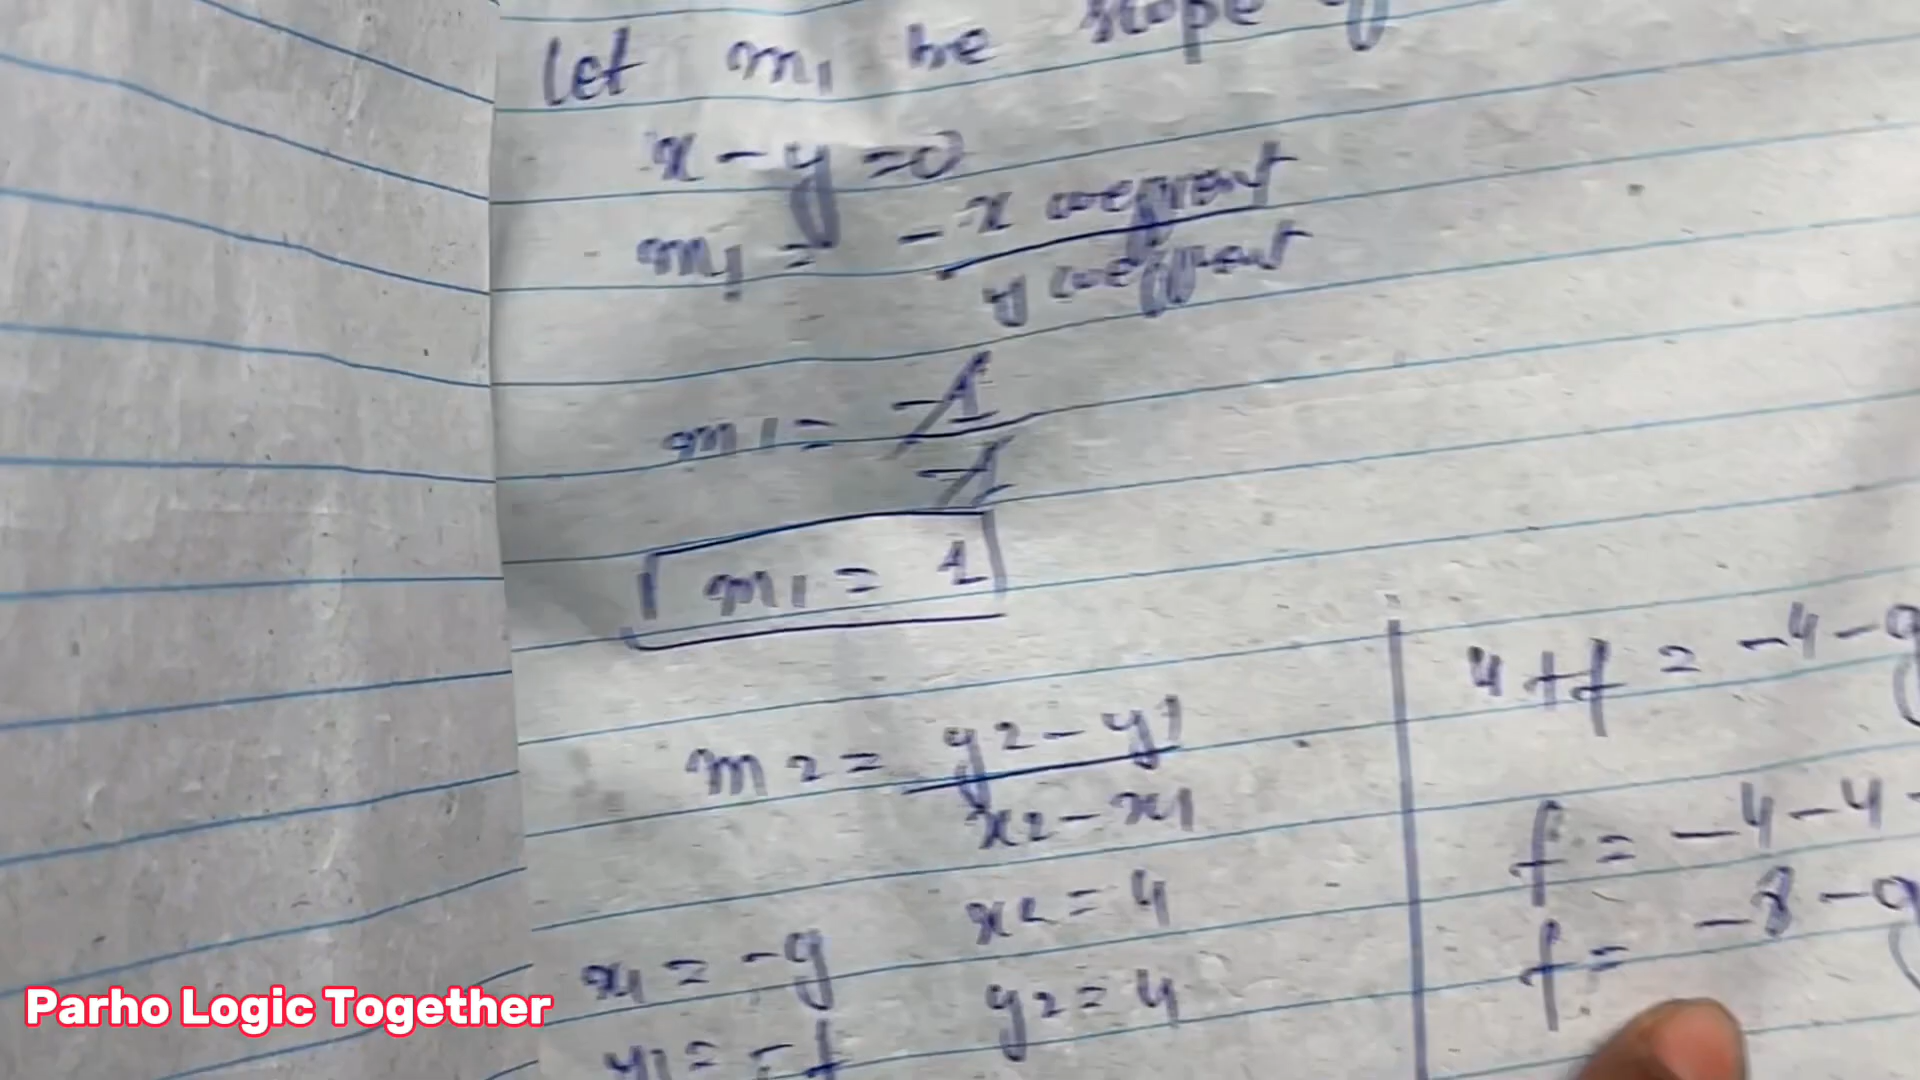 Let m1 be slope of
x - y = 0
m1 = - x coefficient / y coefficient
m1 = -1 / -1
m1 = 1
m2 = y2 - y1 / x2 - x1
x2 = 4
x1 = -g
y2 = 4
y1 = -f
4 + f = -4 - g
f = -4 - 4 -
f = -8 - g
Parho Logic Together